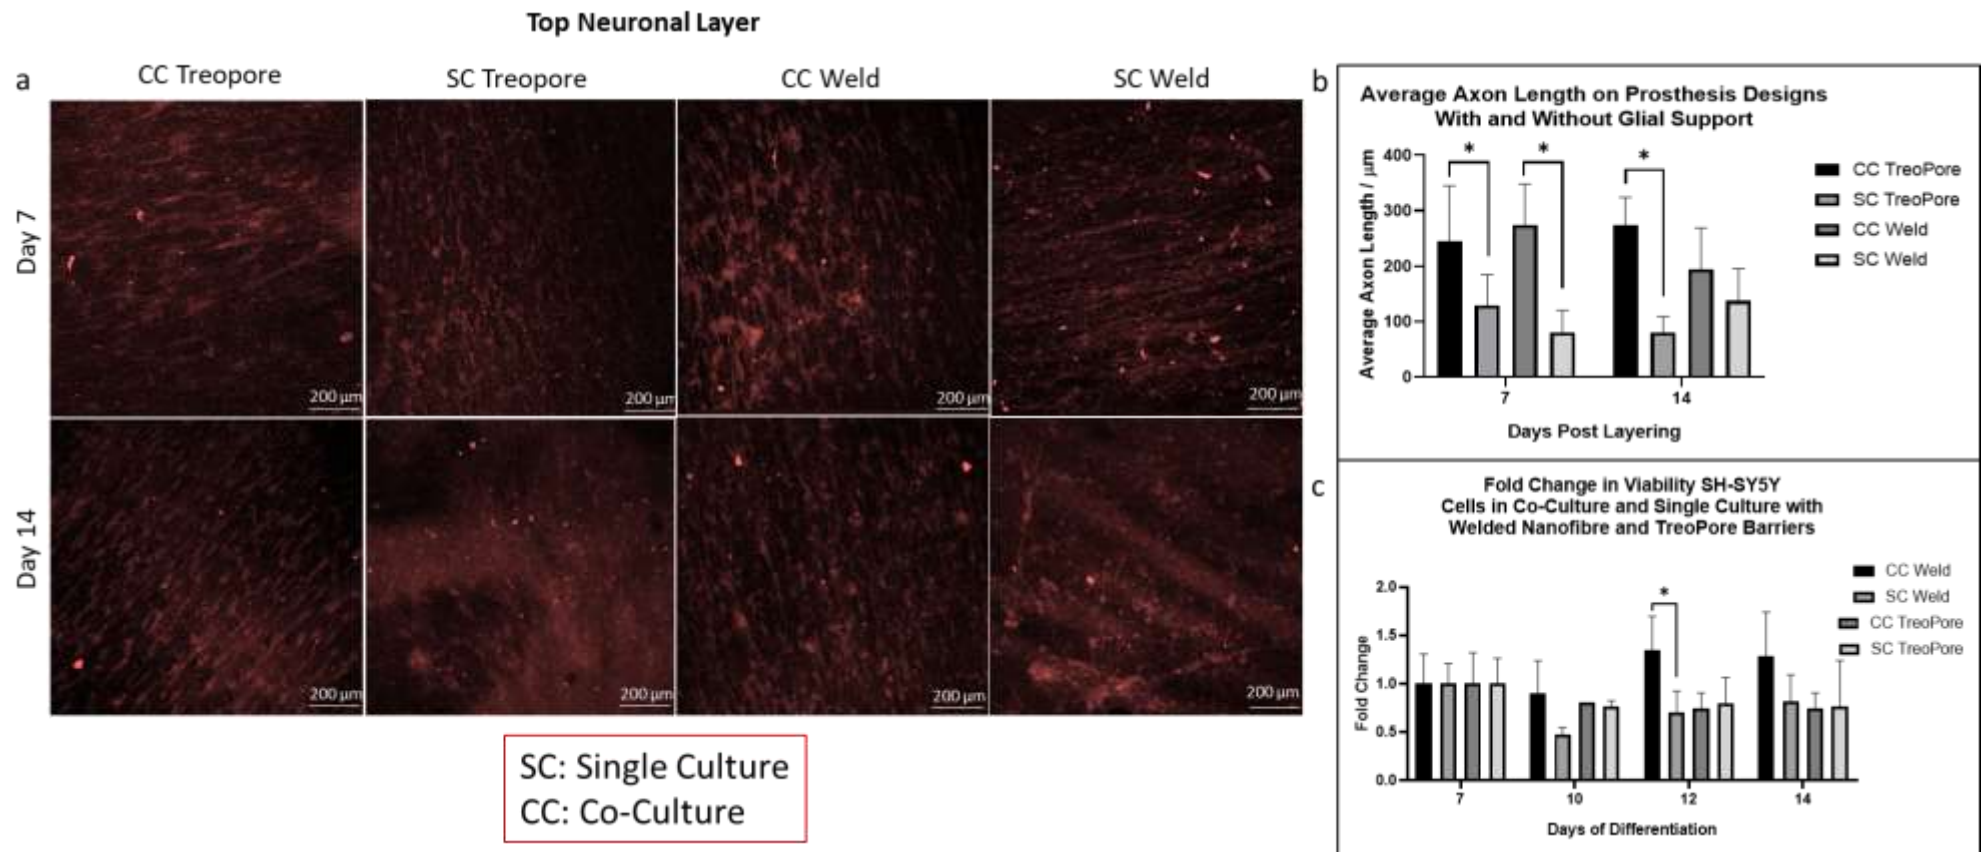 Top Neuronal Layer
a
CC Treopore
SC Treopore
CC Weld
SC Weld
Day 7
200 µm
200 µm
200 µm
200 µm
Day 14
200 µm
200 µm
200 µm
200 µm
SC: Single Culture
CC: Co-Culture
b
Average Axon Length on Prosthesis Designs
With and Without Glial Support
Average Axon Length / µm
400
300
200
100
0
*
*
*
7
14
Days Post Layering
CC TreoPore
SC TreoPore
CC Weld
SC Weld
c
Fold Change in Viability SH-SY5Y
Cells in Co-Culture and Single Culture with
Welded Nanofibre and TreoPore Barriers
Fold Change
2.0
1.5
1.0
0.5
0.0
*
7
10
12
14
Days of Differentiation
CC Weld
SC Weld
CC TreoPore
SC TreoPore